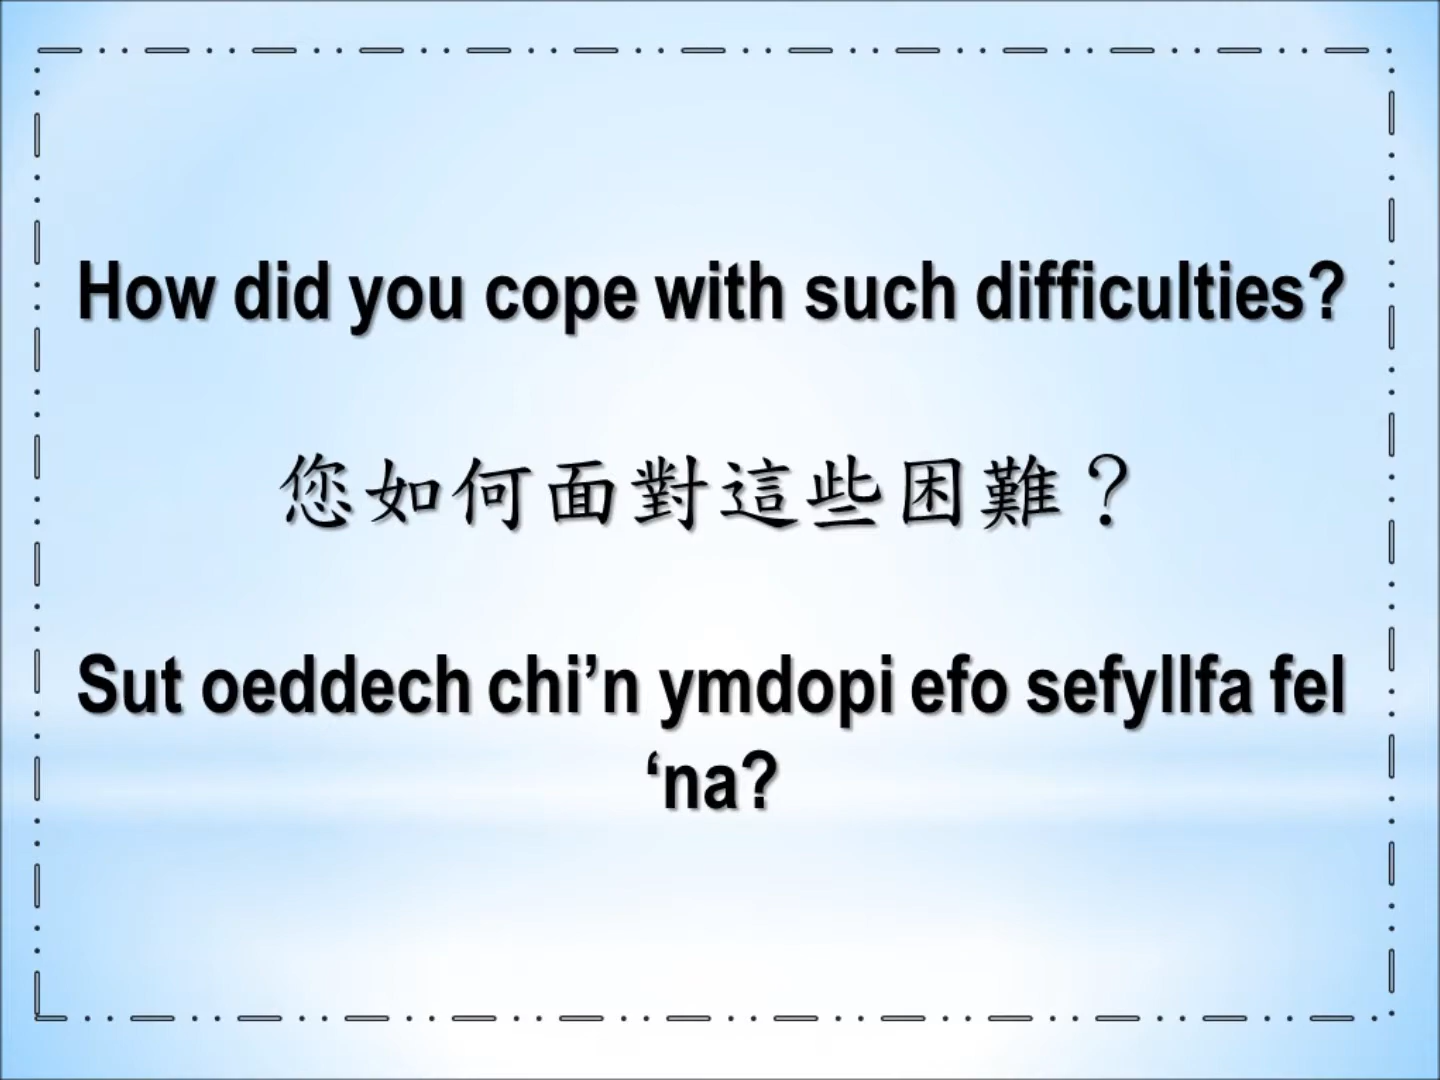 How did you cope with such difficulties?
您如何面對這些困難？
Sut oeddech chi’n ymdopi efo sefyllfa fel
‘na?